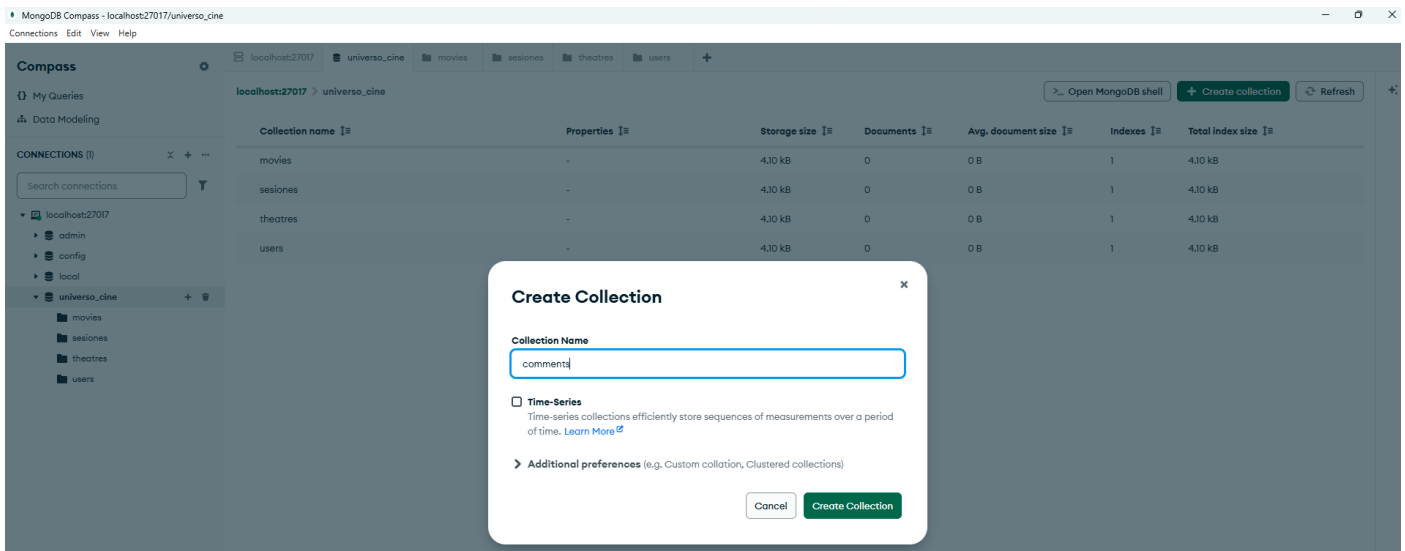 MongoDB Compass - localhost:27017/universo_cine
Connections Edit View Help
Compass
localhost:27017 universo_cine movies sesiones theatres users
My Queries
Data Modeling
localhost:27017 > universo_cine
>_ Open MongoDB shell + Create collection Refresh
Collection name Properties Storage size Documents Avg. document size Indexes Total index size
CONNECTIONS (1)
Search connections
movies - 4.10 kB 0 0 B 1 4.10 kB
sesiones - 4.10 kB 0 0 B 1 4.10 kB
theatres - 4.10 kB 0 0 B 1 4.10 kB
users - 4.10 kB 0 0 B 1 4.10 kB
localhost:27017
admin
config
local
universo_cine
movies
sesiones
theatres
users
Create Collection
Collection Name
comments
Time-Series
Time-series collections efficiently store sequences of measurements over a period
of time. Learn More
Additional preferences (e.g. Custom collation, Clustered collections)
Cancel Create Collection